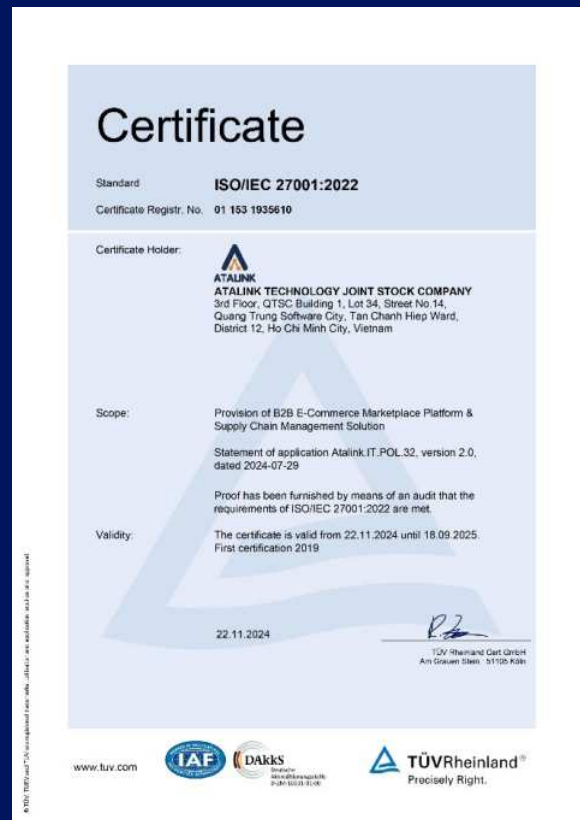 Certificate
Standard ISO/IEC 27001:2022
Certificate Registr. No. 01 153 1935610
Certificate Holder:
ATALINK
ATALINK TECHNOLOGY JOINT STOCK COMPANY
3rd Floor, QTSC Building 1, Lot 34, Street No.14,
Quang Trung Software City, Tan Chanh Hiep Ward,
District 12, Ho Chi Minh City, Vietnam
Scope: Provision of B2B E-Commerce Marketplace Platform &
Supply Chain Management Solution
Statement of application Atalink.IT.POL.32, version 2.0,
dated 2024-07-29
Proof has been furnished by means of an audit that the
requirements of ISO/IEC 27001:2022 are met.
Validity: The certificate is valid from 22.11.2024 until 18.09.2025.
First certification 2019
22.11.2024
TÜV Rheinland Cert GmbH
Am Grauen Stein · 51105 Köln
www.tuv.com
IAF
DAkkS
Deutsche
Akkreditierungsstelle
TÜVRheinland®
Precisely Right.